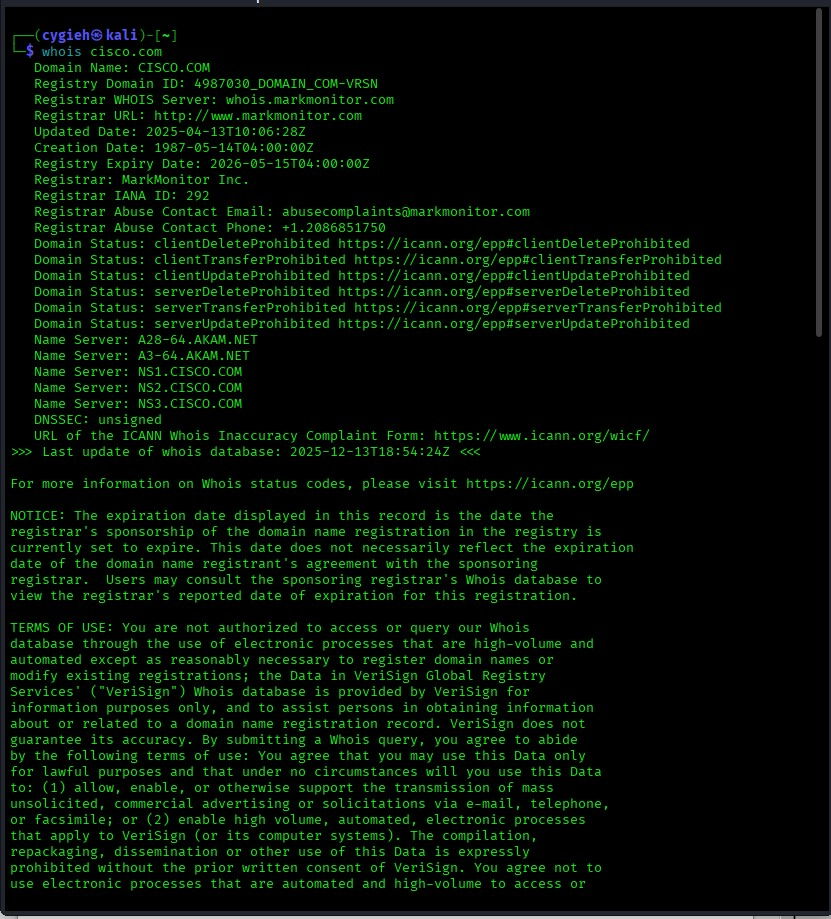 ┌──(cygieh㉿kali)-[~]
└─$ whois cisco.com
Domain Name: CISCO.COM
Registry Domain ID: 4987030_DOMAIN_COM-VRSN
Registrar WHOIS Server: whois.markmonitor.com
Registrar URL: http://www.markmonitor.com
Updated Date: 2025-04-13T10:06:28Z
Creation Date: 1987-05-14T04:00:00Z
Registry Expiry Date: 2026-05-15T04:00:00Z
Registrar: MarkMonitor Inc.
Registrar IANA ID: 292
Registrar Abuse Contact Email: abusecomplaints@markmonitor.com
Registrar Abuse Contact Phone: +1.2086851750
Domain Status: clientDeleteProhibited https://icann.org/epp#clientDeleteProhibited
Domain Status: clientTransferProhibited https://icann.org/epp#clientTransferProhibited
Domain Status: clientUpdateProhibited https://icann.org/epp#clientUpdateProhibited
Domain Status: serverDeleteProhibited https://icann.org/epp#serverDeleteProhibited
Domain Status: serverTransferProhibited https://icann.org/epp#serverTransferProhibited
Domain Status: serverUpdateProhibited https://icann.org/epp#serverUpdateProhibited
Name Server: A28-64.AKAM.NET
Name Server: A3-64.AKAM.NET
Name Server: NS1.CISCO.COM
Name Server: NS2.CISCO.COM
Name Server: NS3.CISCO.COM
DNSSEC: unsigned
URL of the ICANN Whois Inaccuracy Complaint Form: https://www.icann.org/wicf/
>>> Last update of whois database: 2025-12-13T18:54:24Z <<<
For more information on Whois status codes, please visit https://icann.org/epp
NOTICE: The expiration date displayed in this record is the date the
registrar's sponsorship of the domain name registration in the registry is
currently set to expire. This date does not necessarily reflect the expiration
date of the domain name registrant's agreement with the sponsoring
registrar.  Users may consult the sponsoring registrar's Whois database to
view the registrar's reported date of expiration for this registration.
TERMS OF USE: You are not authorized to access or query our Whois
database through the use of electronic processes that are high-volume and
automated except as reasonably necessary to register domain names or
modify existing registrations; the Data in VeriSign Global Registry
Services' ("VeriSign") Whois database is provided by VeriSign for
information purposes only, and to assist persons in obtaining information
about or related to a domain name registration record. VeriSign does not
guarantee its accuracy. By submitting a Whois query, you agree to abide
by the following terms of use: You agree that you may use this Data only
for lawful purposes and that under no circumstances will you use this Data
to: (1) allow, enable, or otherwise support the transmission of mass
unsolicited, commercial advertising or solicitations via e-mail, telephone,
or facsimile; or (2) enable high volume, automated, electronic processes
that apply to VeriSign (or its computer systems). The compilation,
repackaging, dissemination or other use of this Data is expressly
prohibited without the prior written consent of VeriSign. You agree not to
use electronic processes that are automated and high-volume to access or